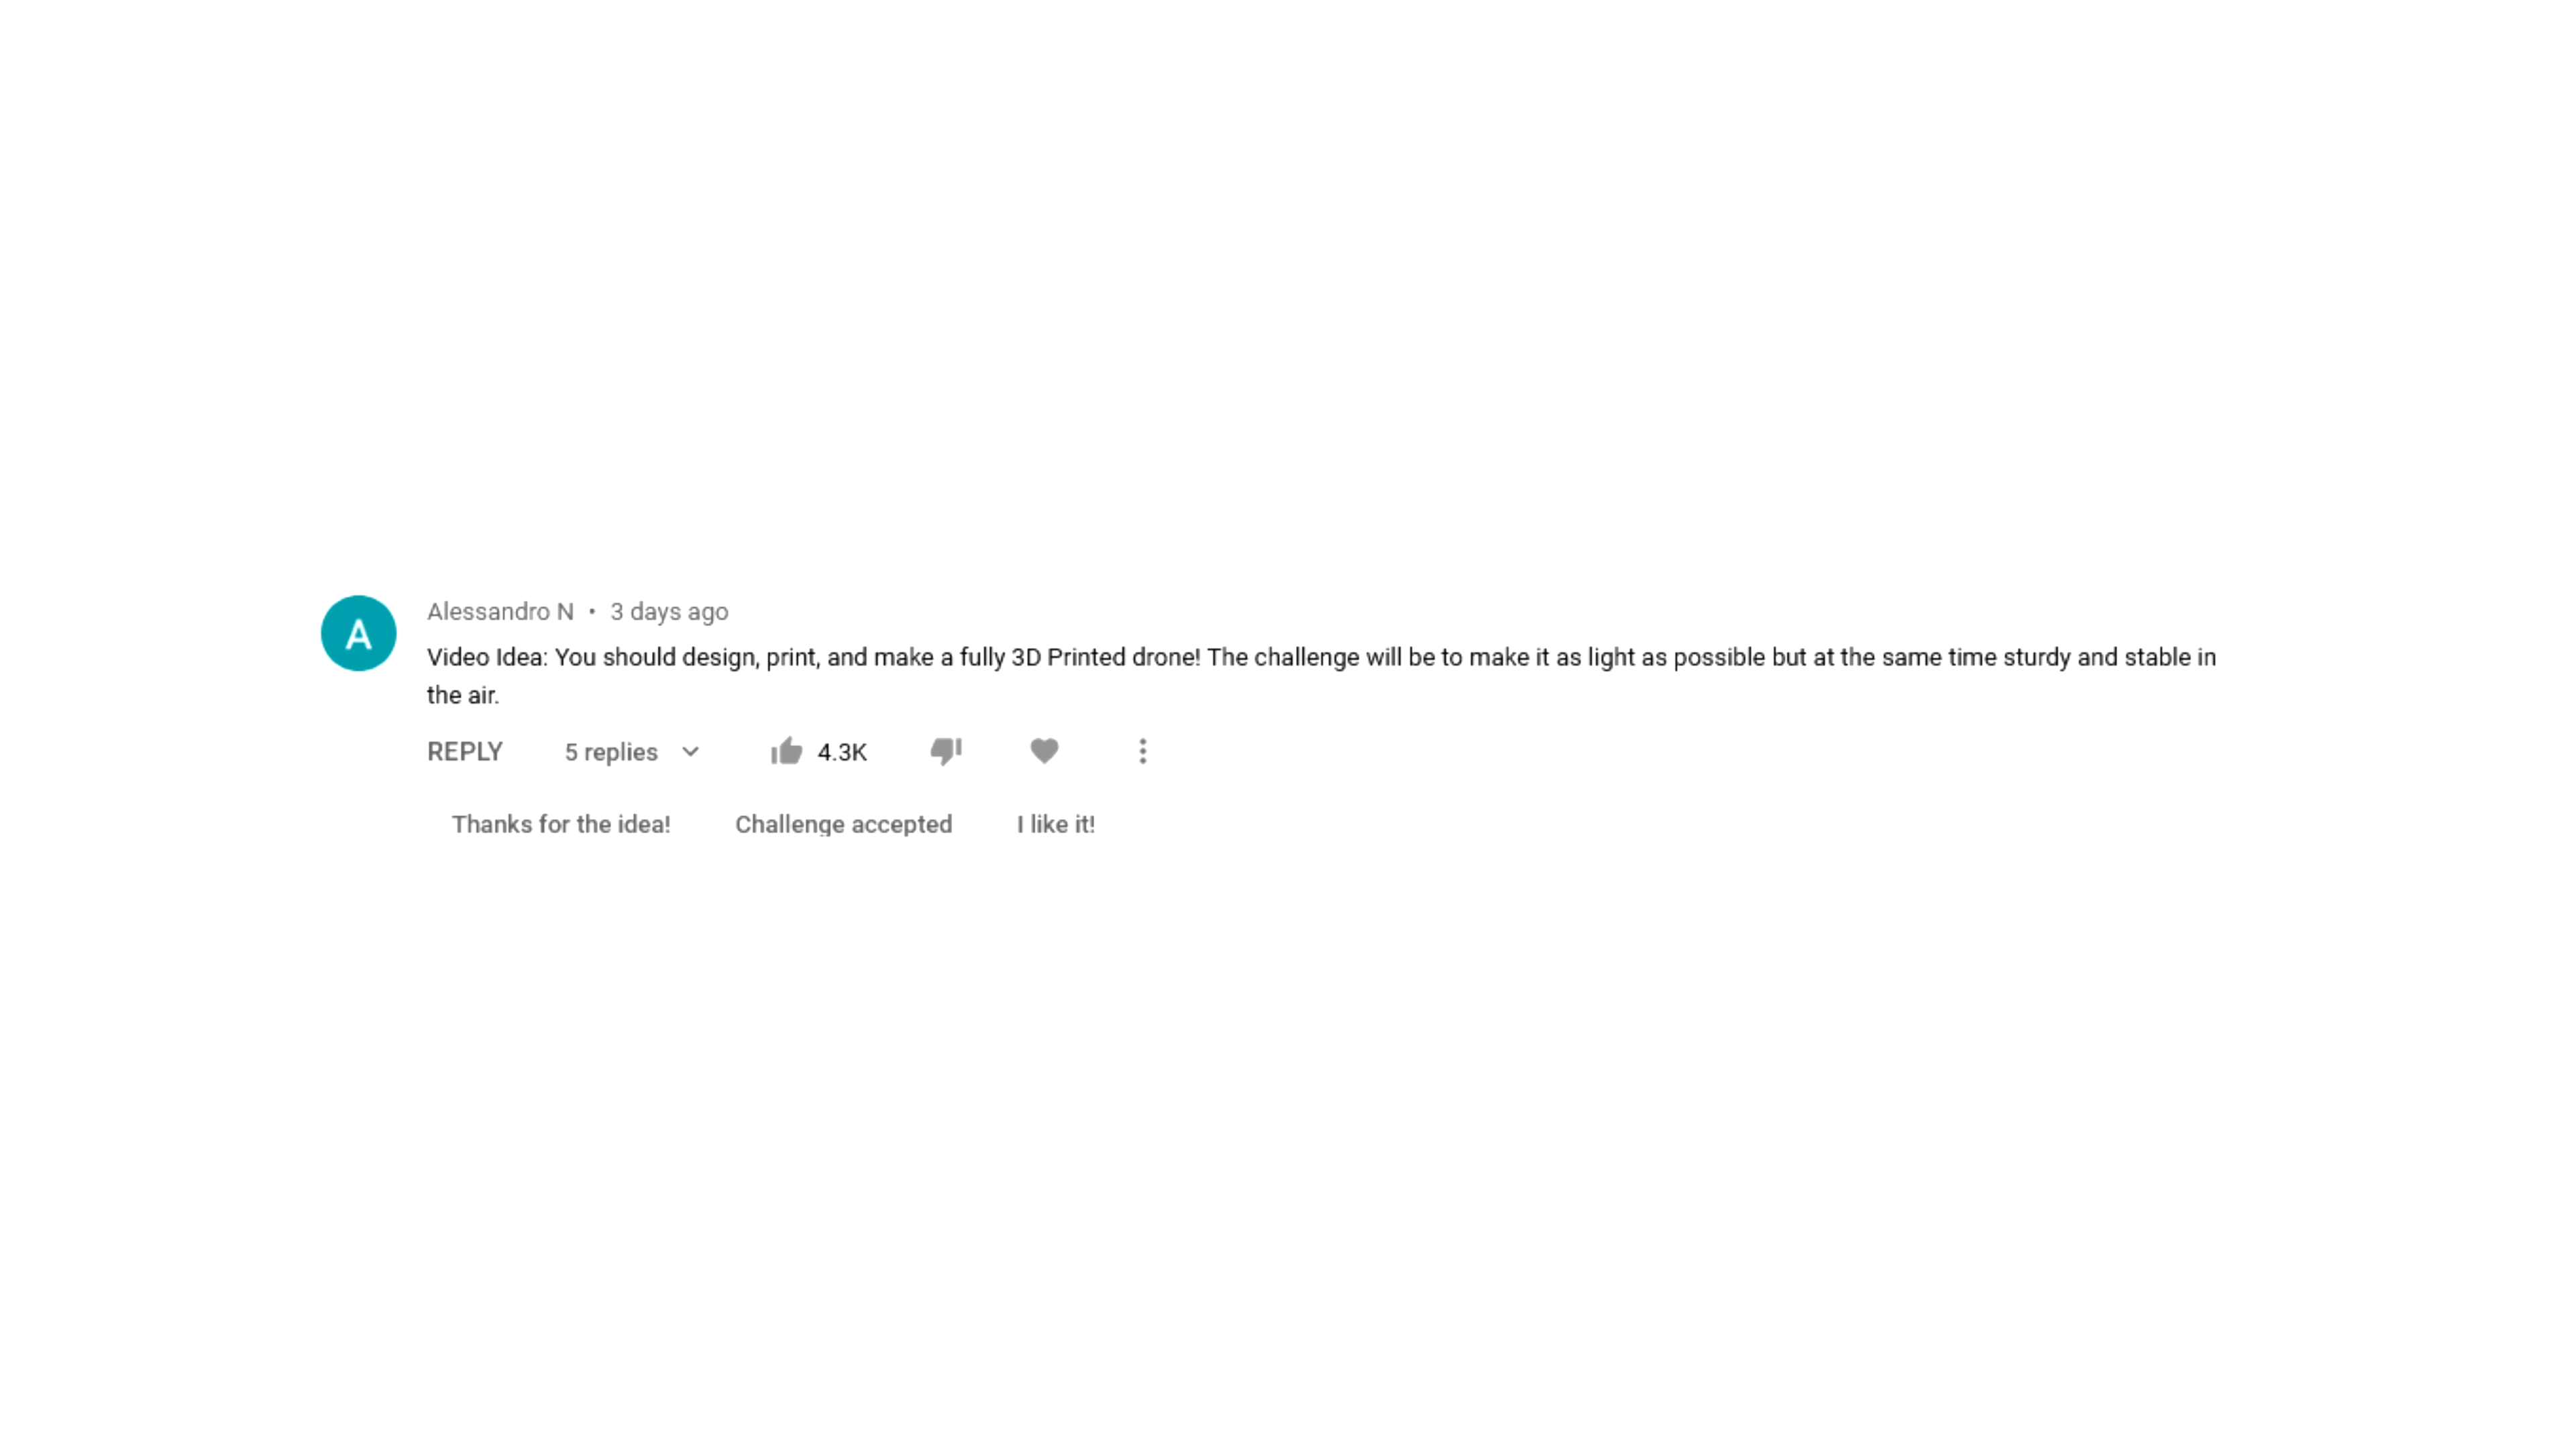 A
Alessandro N • 3 days ago
Video Idea: You should design, print, and make a fully 3D Printed drone! The challenge will be to make it as light as possible but at the same time sturdy and stable in
the air.
REPLY 5 replies 4.3K
Thanks for the idea! Challenge accepted I like it!